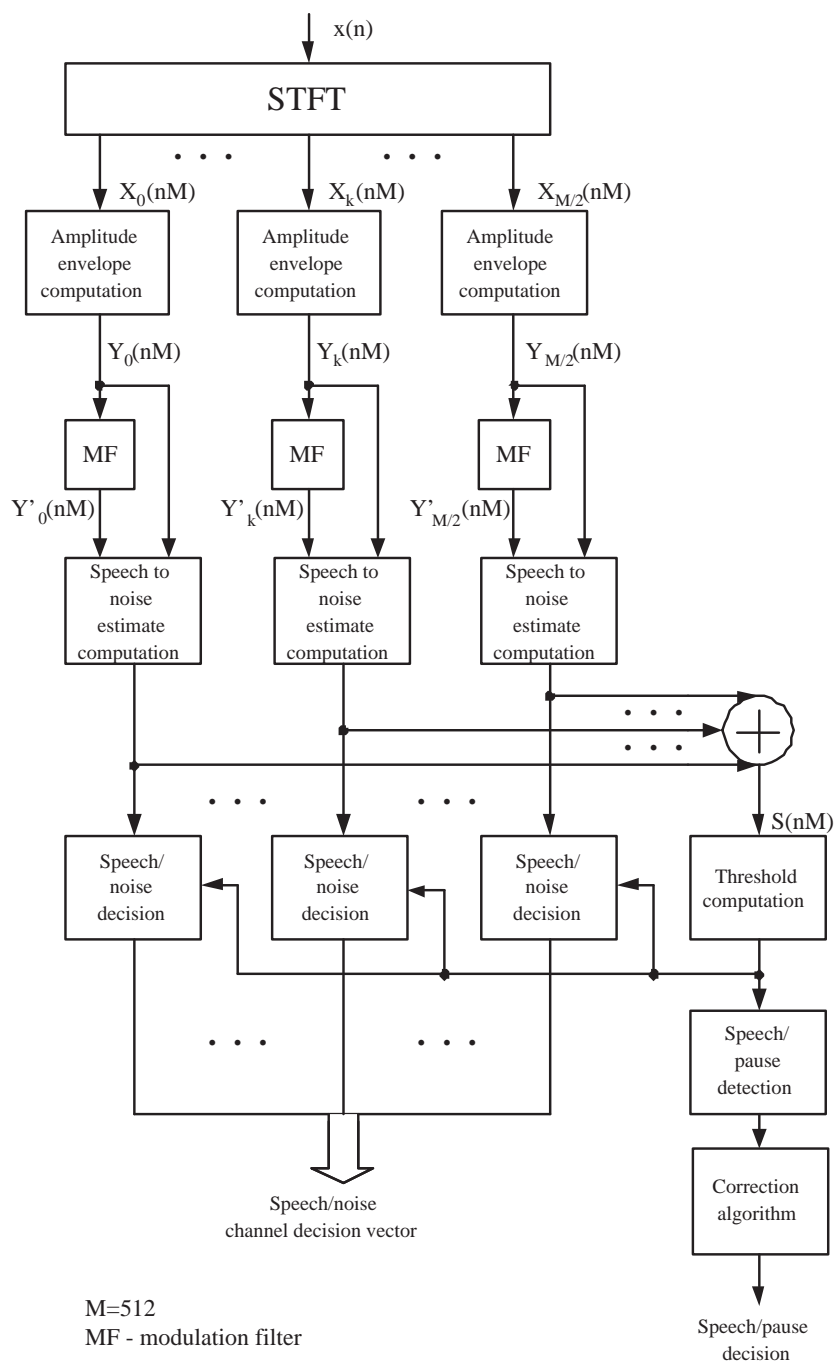 x(n)
STFT
. . . . . .
X0(nM) Xk(nM) XM/2(nM)
Amplitude Amplitude Amplitude
envelope envelope envelope
computation computation computation
Y0(nM) Yk(nM) YM/2(nM)
MF MF MF
Y'0(nM) Y'k(nM) Y'M/2(nM)
Speech to Speech to Speech to
noise noise noise
estimate estimate estimate
computation computation computation
. . .
+
. . .
. . . . . .
S(nM)
Speech/ Speech/ Speech/
noise noise noise
decision decision decision
Threshold
computation
. . . . . .
Speech/
pause
detection
Speech/noise
channel decision vector
Correction
algorithm
M=512
MF - modulation filter
Speech/pause
decision